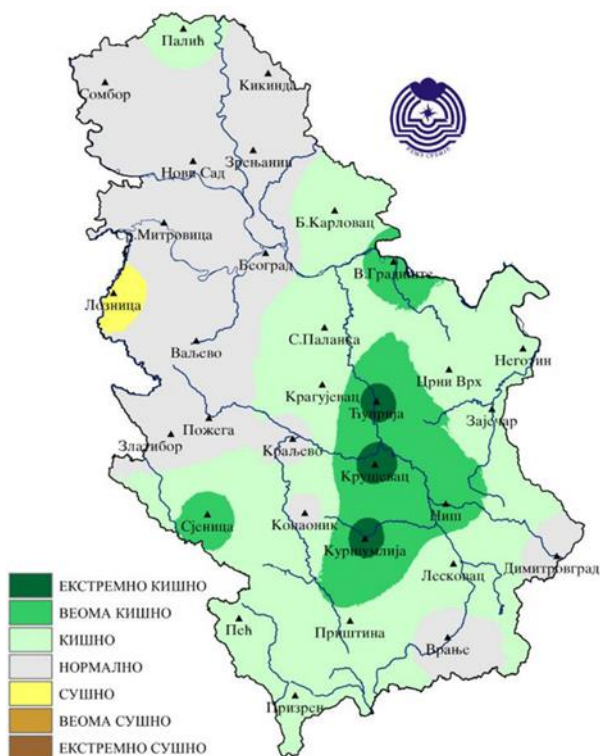 Палић
Сомбор
Кикинда
Зрењанин
Нови Сад
Б.Карловац
.Митровица
Београд
В.Градиште
Лозница
С.Паланка
Ваљево
Неготин
Црни Врх
Крагујевац
Ћуприја
Зајечар
Пожега
Златибор
Краљево
Крушевац
Сјеница
Копаоник
Ниш
Куршумлија
Димитровград
Лесковац
Пећ
Приштина
Врање
Призрен
ЕКСТРЕМНО КИШНО
ВЕОМА КИШНО
КИШНО
НОРМАЛНО
СУШНО
ВЕОМА СУШНО
ЕКСТРЕМНО СУШНО